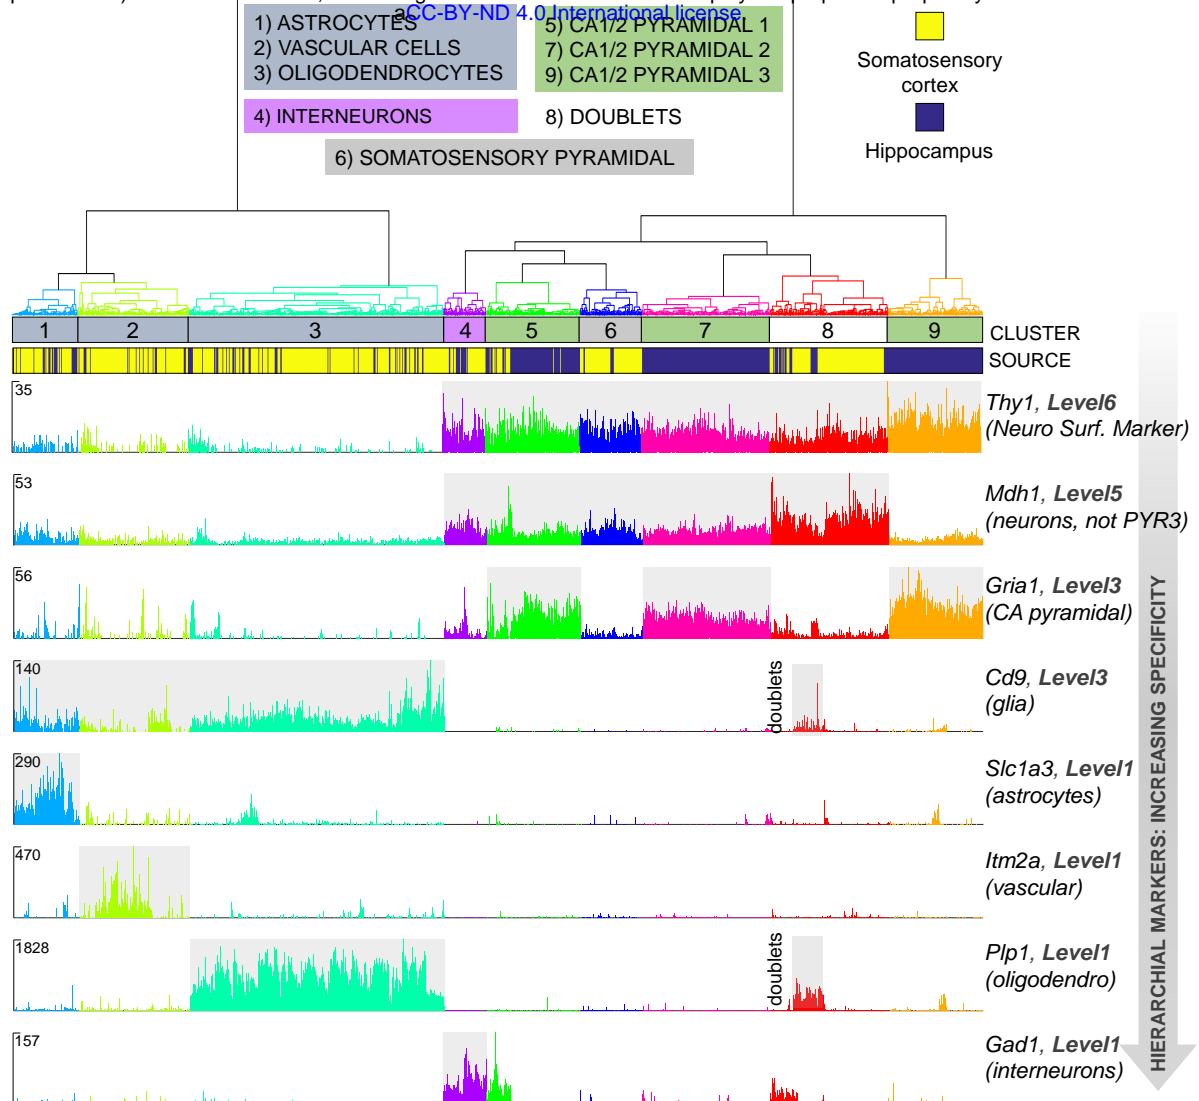 aCC-BY-ND 4.0 International license
1) ASTROCYTES
2) VASCULAR CELLS
3) OLIGODENDROCYTES
5) CA1/2 PYRAMIDAL 1
7) CA1/2 PYRAMIDAL 2
9) CA1/2 PYRAMIDAL 3
4) INTERNEURONS
8) DOUBLETS
6) SOMATOSENSORY PYRAMIDAL
Somatosensory
cortex
Hippocampus
1 2 3 4 5 6 7 8 9
CLUSTER
SOURCE
35
Thy1, Level6
(Neuro Surf. Marker)
53
Mdh1, Level5
(neurons, not PYR3)
56
Gria1, Level3
(CA pyramidal)
140
doublets
Cd9, Level3
(glia)
290
Slc1a3, Level1
(astrocytes)
470
Itm2a, Level1
(vascular)
1828
doublets
Plp1, Level1
(oligodendro)
157
Gad1, Level1
(interneurons)
HIERARCHIAL MARKERS: INCREASING SPECIFICITY